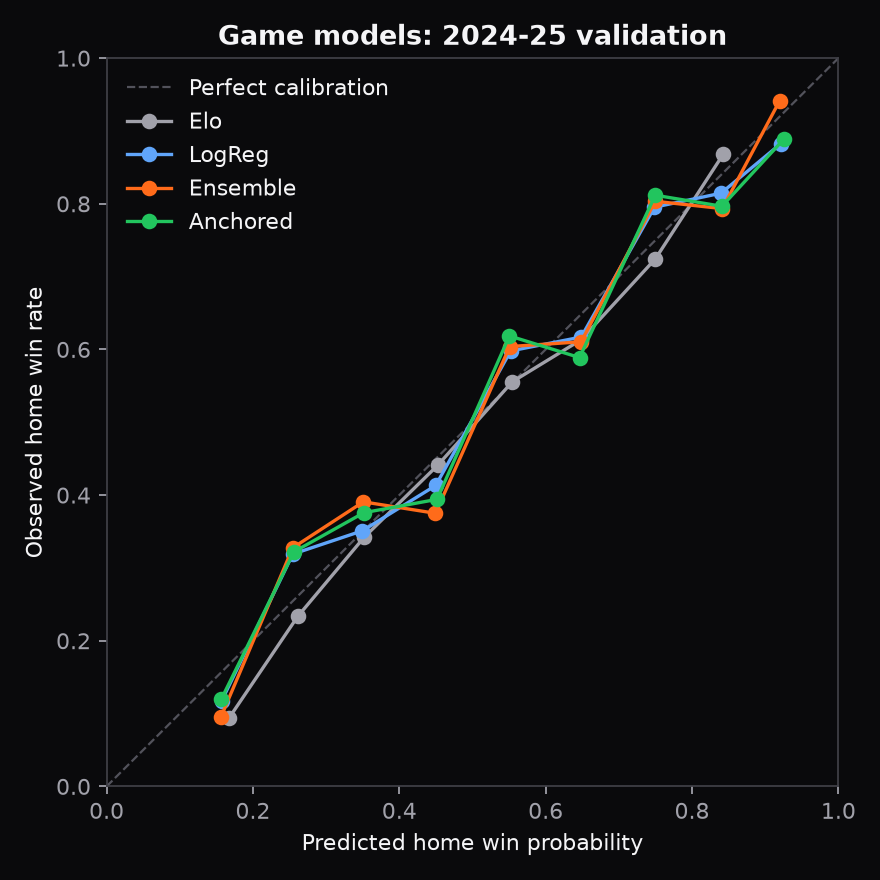 Game models: 2024-25 validation
Perfect calibration
Elo
LogReg
Ensemble
Anchored
Observed home win rate
1.0
0.8
0.6
0.4
0.2
0.0
0.0 0.2 0.4 0.6 0.8 1.0
Predicted home win probability